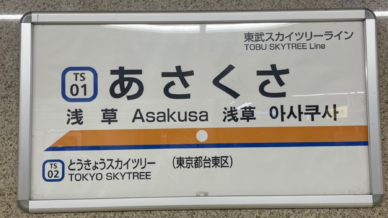 東武スカイツリーライン
TOBU SKYTREE Line
TS 01 あさくさ
浅草 Asakusa 浅草 아사쿠사
TS 02 とうきょうスカイツリー (東京都台東区)
TOKYO SKYTREE